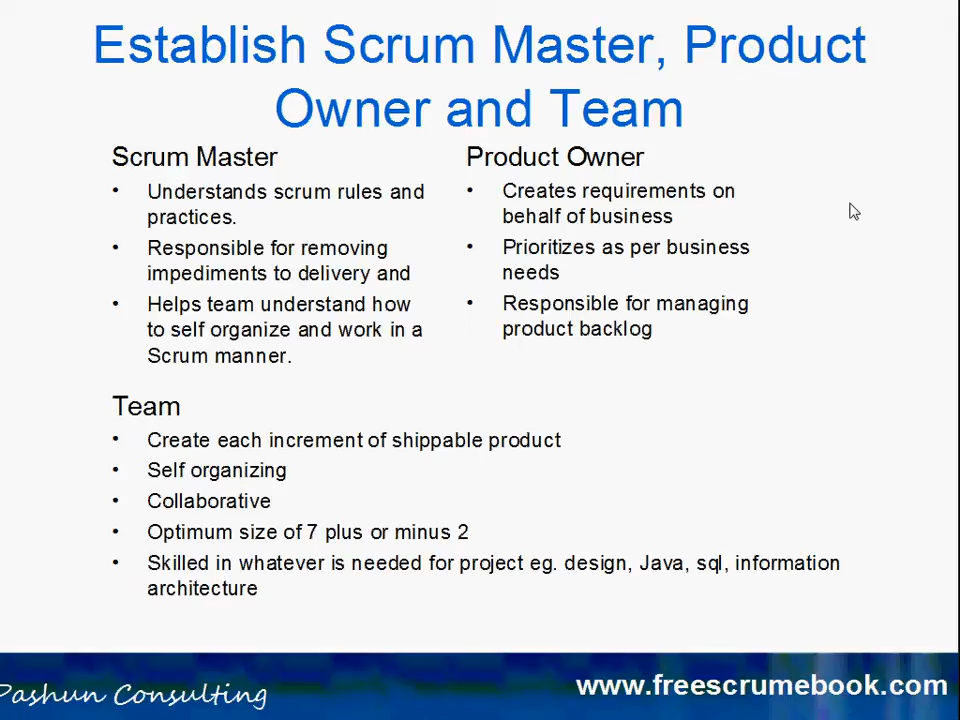 Establish Scrum Master, Product
Owner and Team
Scrum Master
• Understands scrum rules and
practices.
• Responsible for removing
impediments to delivery and
• Helps team understand how
to self organize and work in a
Scrum manner.
Product Owner
• Creates requirements on
behalf of business
• Prioritizes as per business
needs
• Responsible for managing
product backlog
Team
• Create each increment of shippable product
• Self organizing
• Collaborative
• Optimum size of 7 plus or minus 2
• Skilled in whatever is needed for project eg. design, Java, sql, information
architecture
Pashun Consulting
www.freescrumebook.com